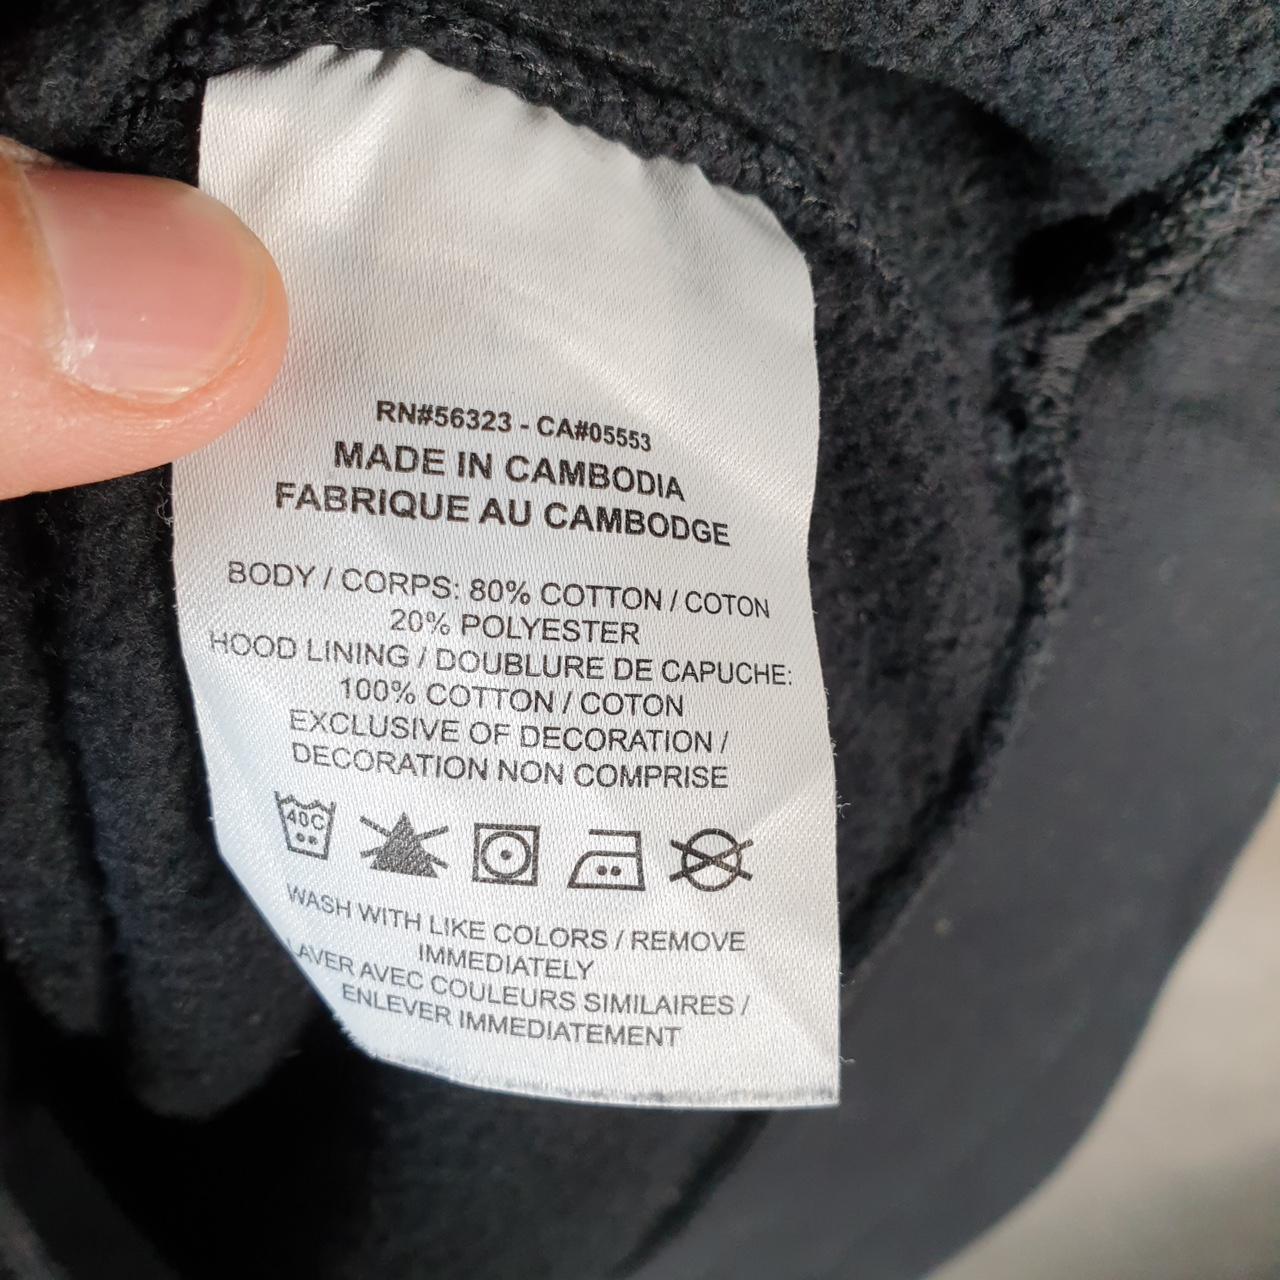 RN#56323 - CA#05553
MADE IN CAMBODIA
FABRIQUE AU CAMBODGE
BODY / CORPS: 80% COTTON / COTON
20% POLYESTER
HOOD LINING / DOUBLURE DE CAPUCHE:
100% COTTON / COTON
EXCLUSIVE OF DECORATION /
DECORATION NON COMPRISE
40C
WASH WITH LIKE COLORS / REMOVE
IMMEDIATELY
LAVER AVEC COULEURS SIMILAIRES /
ENLEVER IMMEDIATEMENT